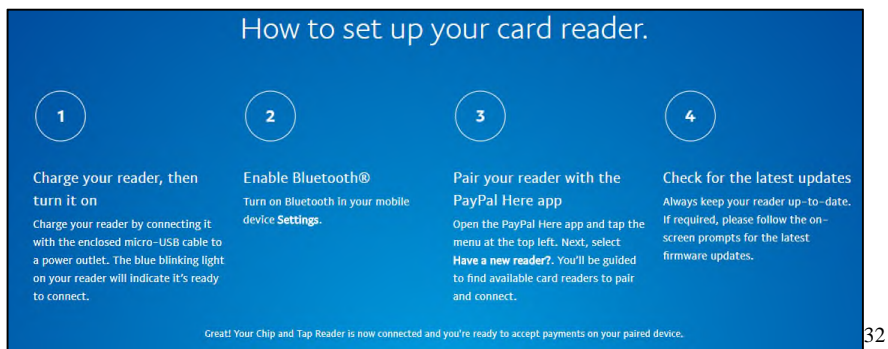 How to set up your card reader.
1
Charge your reader, then
turn it on
Charge your reader by connecting it
with the enclosed micro-USB cable to
a power outlet. The blue blinking light
on your reader will indicate it's ready
to connect.
2
Enable Bluetooth®
Turn on Bluetooth in your mobile
device Settings.
3
Pair your reader with the
PayPal Here app
Open the PayPal Here app and tap the
menu at the top left. Next, select
Have a new reader?. You'll be guided
to find available card readers to pair
and connect.
4
Check for the latest updates
Always keep your reader up-to-date.
If required, please follow the on-
screen prompts for the latest
firmware updates.
Great! Your Chip and Tap Reader is now connected and you're ready to accept payments on your paired device.
32